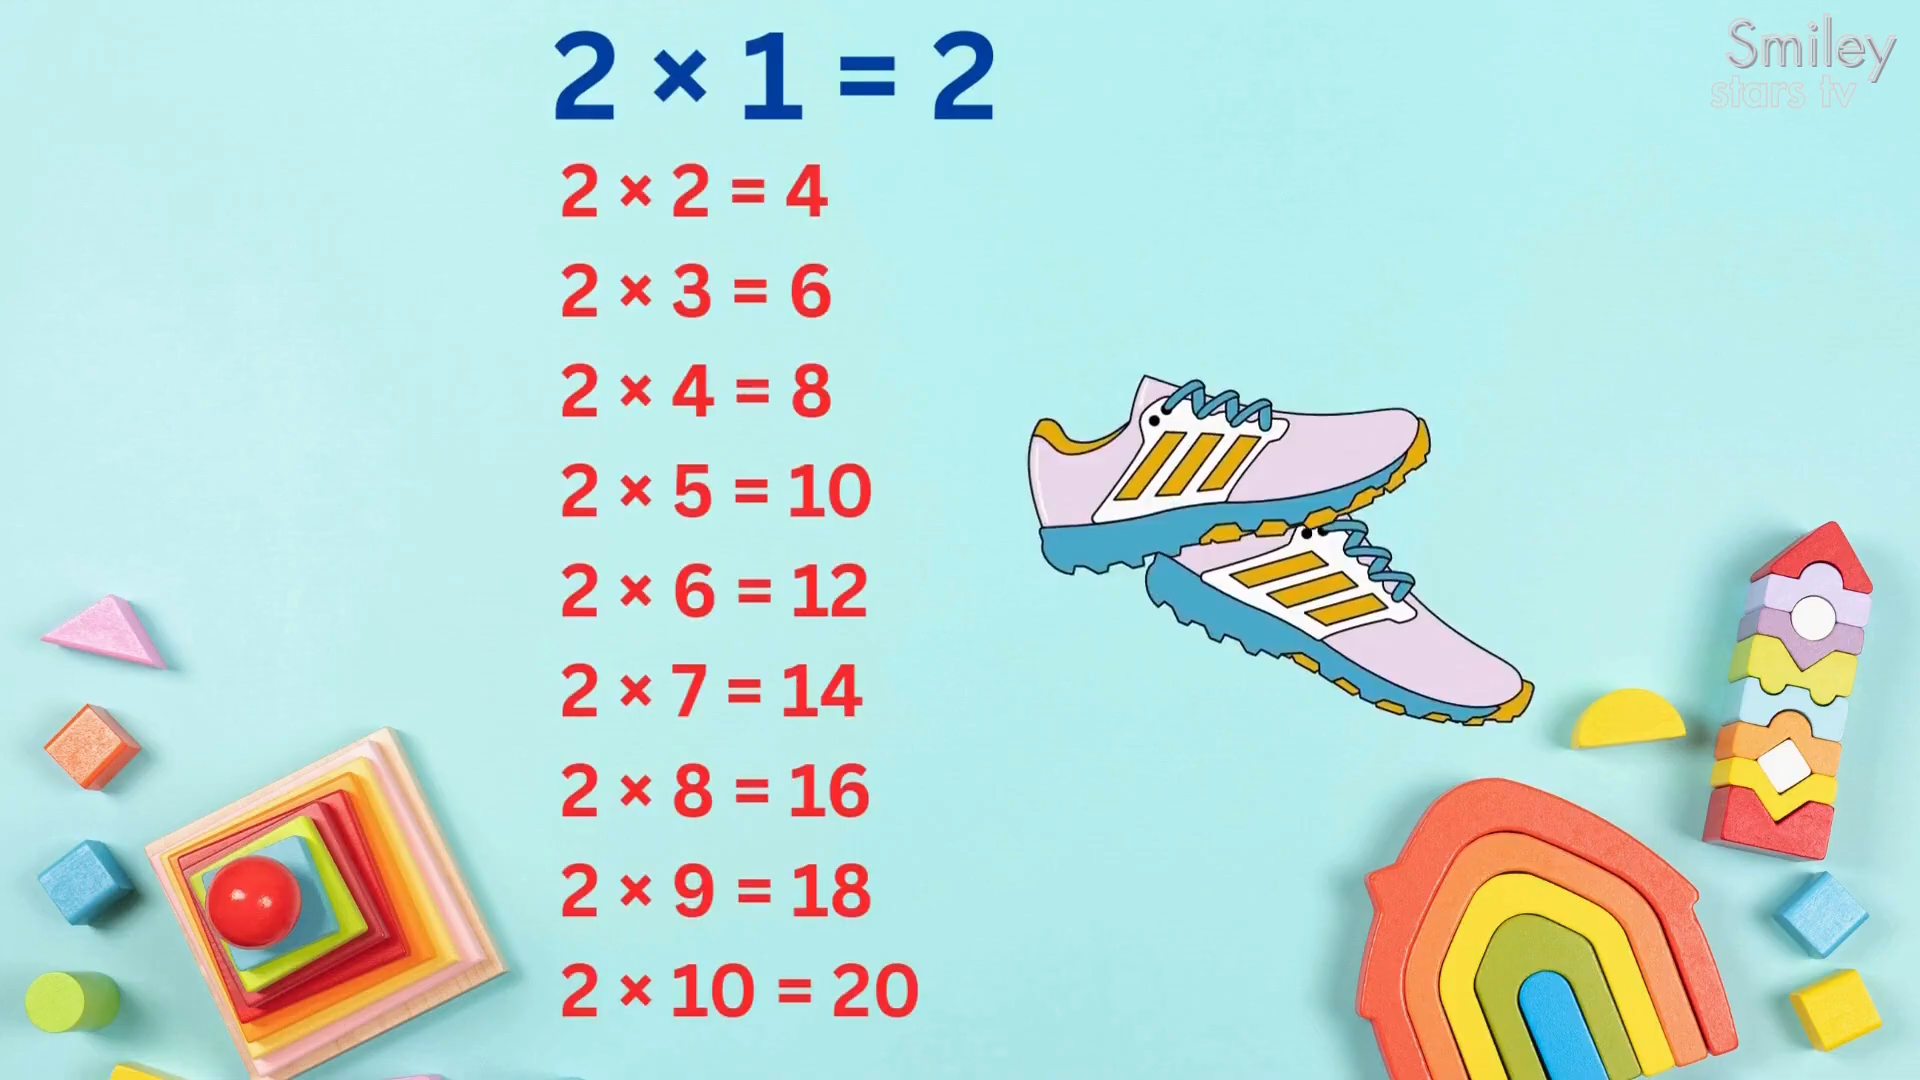 2 × 1 = 2
Smiley
stars tv
2 × 2 = 4
2 × 3 = 6
2 × 4 = 8
2 × 5 = 10
2 × 6 = 12
2 × 7 = 14
2 × 8 = 16
2 × 9 = 18
2 × 10 = 20